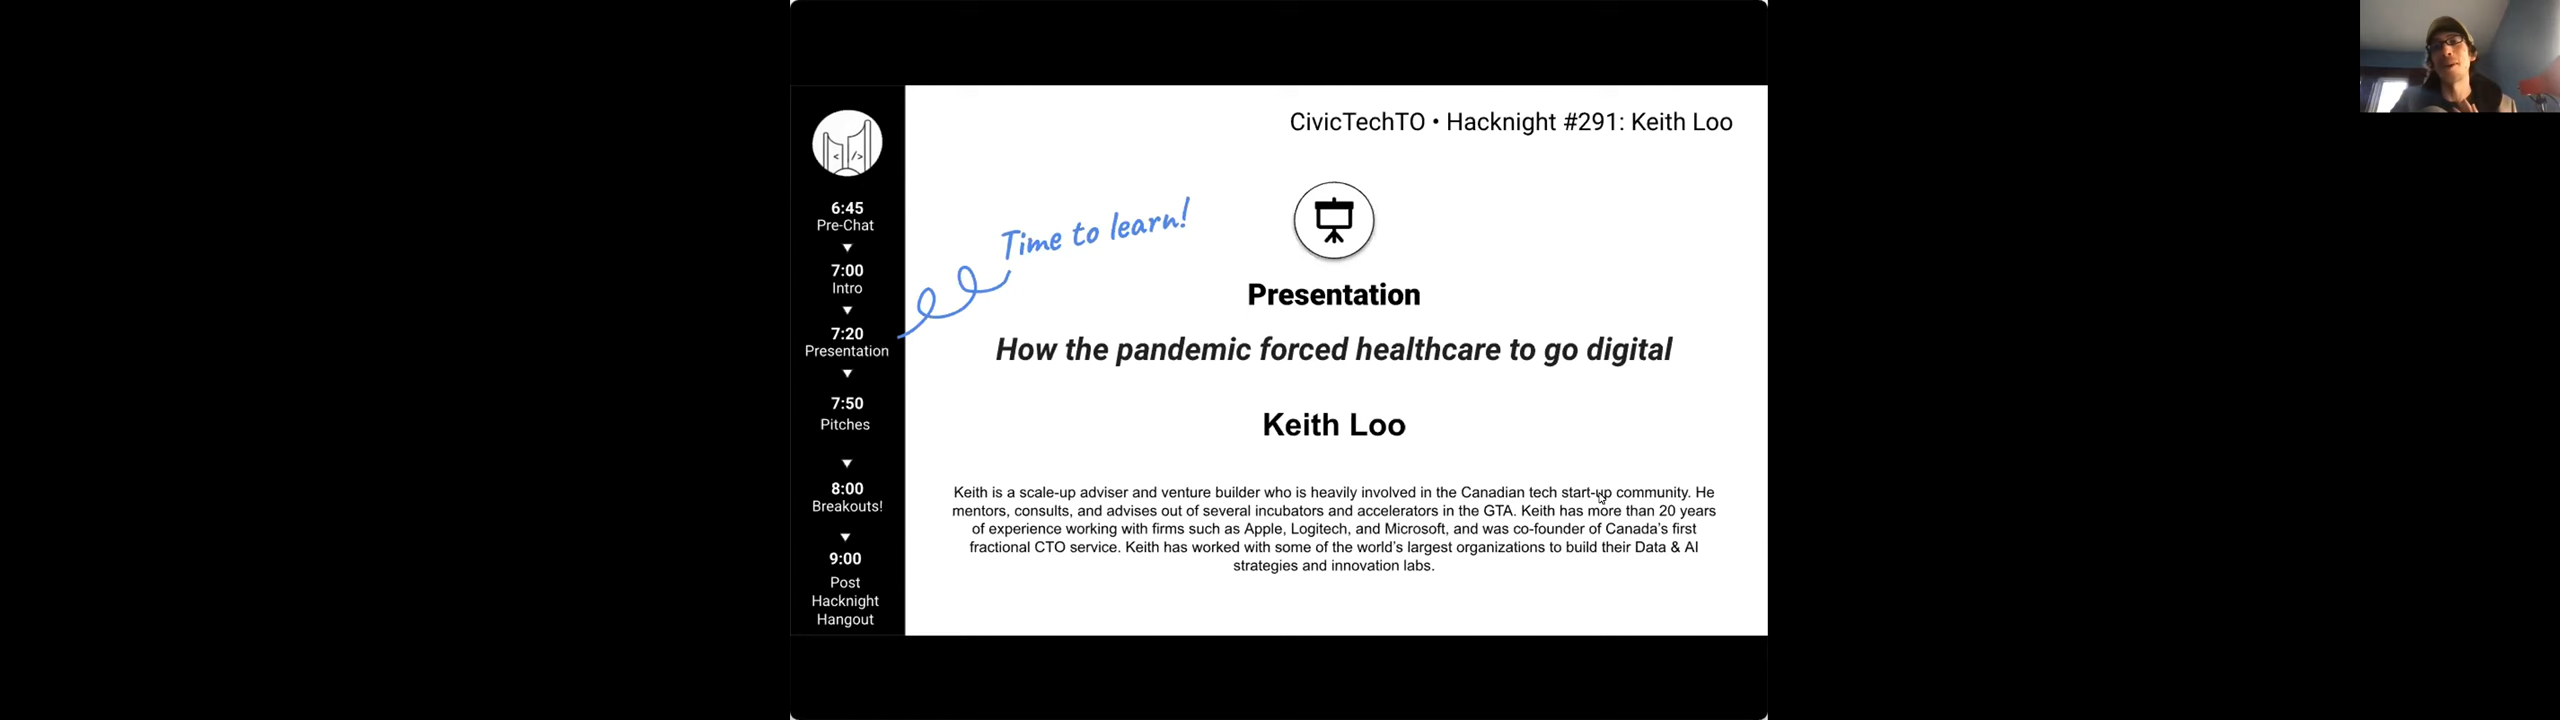 CivicTechTO • Hacknight #291: Keith Loo
< />
6:45
Pre-Chat
7:00
Intro
7:20
Presentation
7:50
Pitches
8:00
Breakouts!
9:00
Post
Hacknight
Hangout
Time to learn!
Presentation
How the pandemic forced healthcare to go digital
Keith Loo
Keith is a scale-up adviser and venture builder who is heavily involved in the Canadian tech start-up community. He
mentors, consults, and advises out of several incubators and accelerators in the GTA. Keith has more than 20 years
of experience working with firms such as Apple, Logitech, and Microsoft, and was co-founder of Canada's first
fractional CTO service. Keith has worked with some of the world's largest organizations to build their Data & AI
strategies and innovation labs.